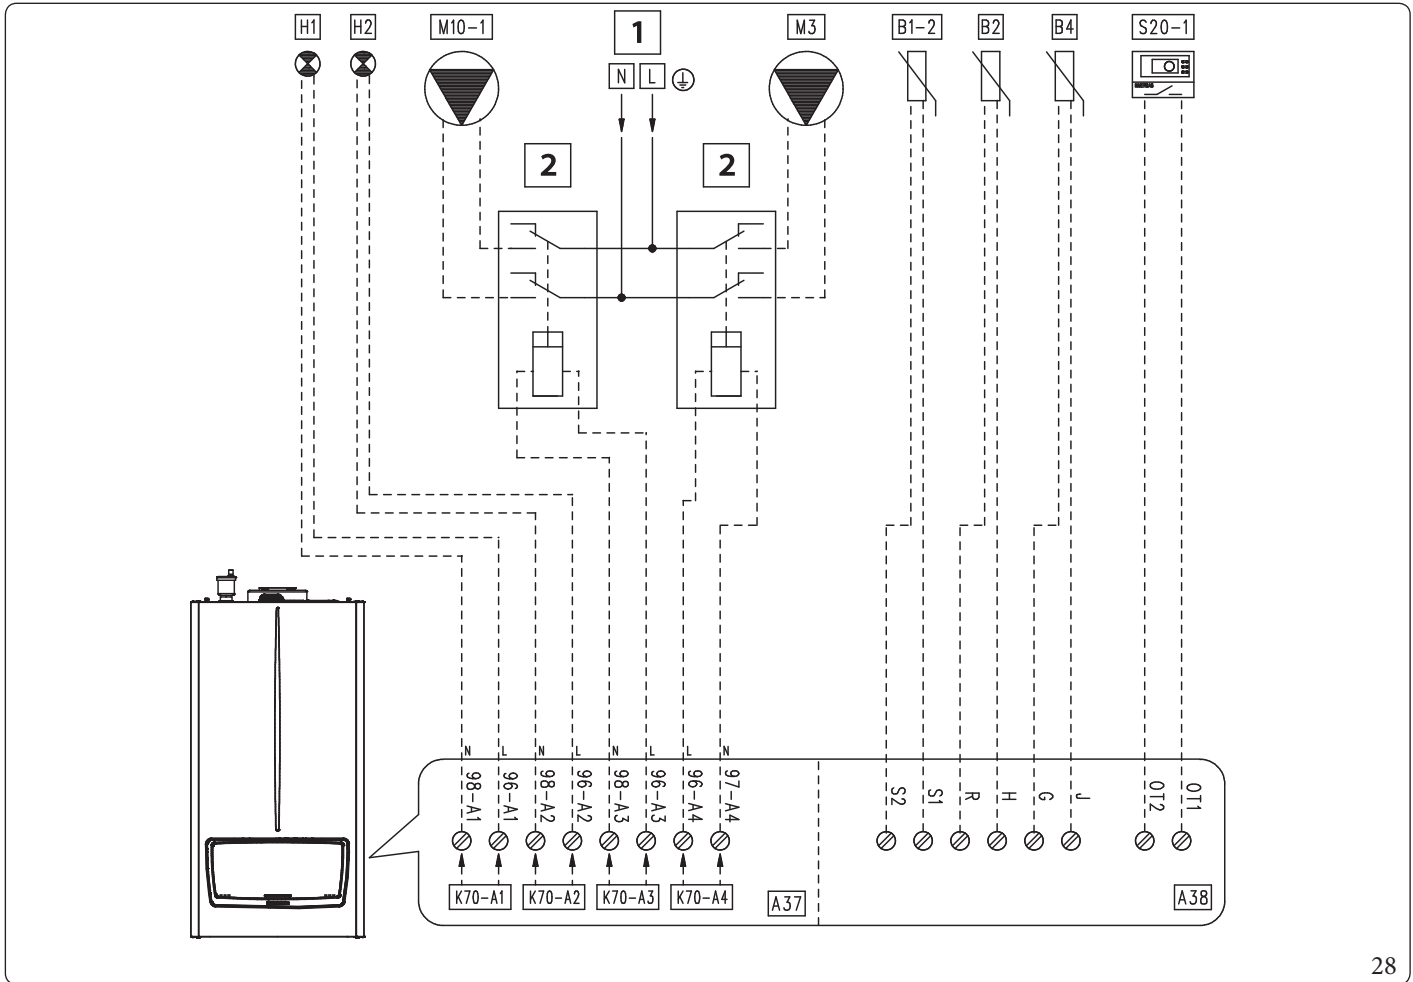 H1 H2 M10-1 1 M3 B1-2 B2 B4 S20-1
N L
2 2
N L N L N L L N
98-A1 96-A1 98-A2 96-A2 98-A3 96-A3 96-A4 97-A4 S2 S1 R H G J OT2 OT1
K70-A1 K70-A2 K70-A3 K70-A4 A37 A38
28